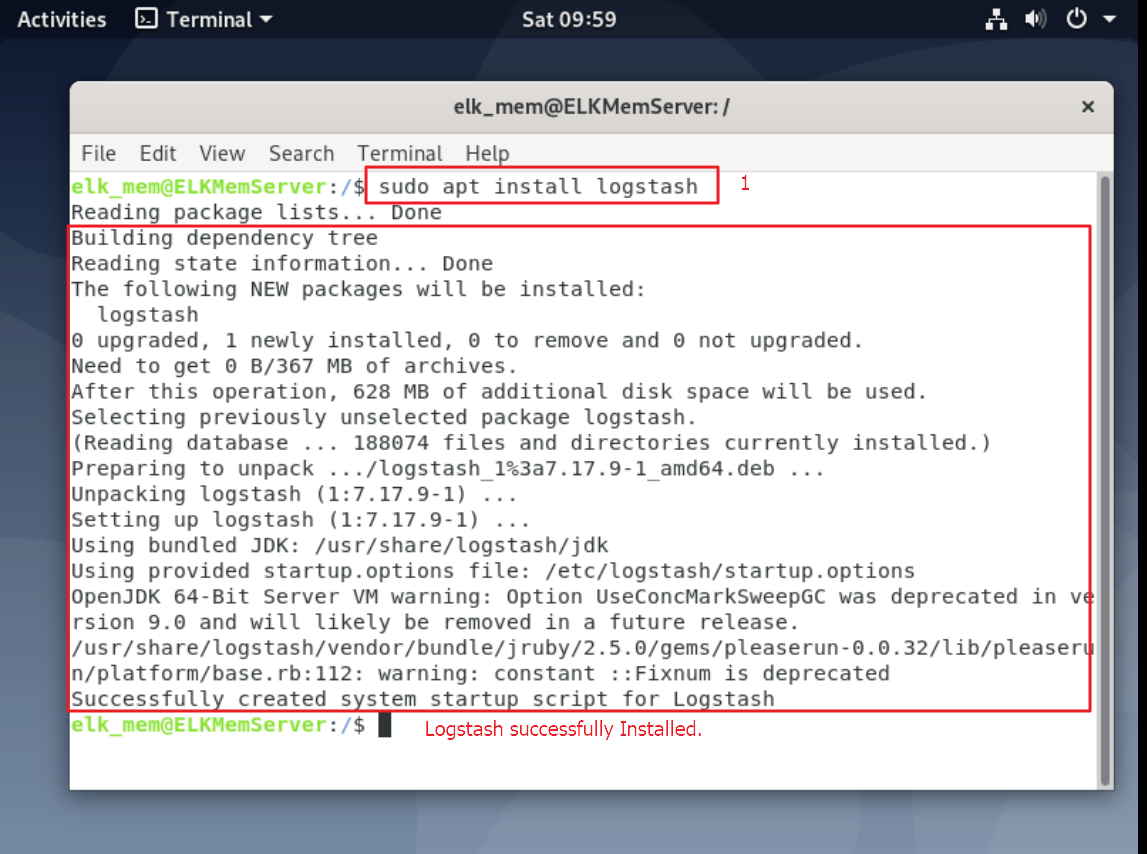 Activities Terminal Sat 09:59
elk_mem@ELKMemServer: /
File Edit View Search Terminal Help
elk_mem@ELKMemServer:/$ sudo apt install logstash 1
Reading package lists... Done
Building dependency tree
Reading state information... Done
The following NEW packages will be installed:
  logstash
0 upgraded, 1 newly installed, 0 to remove and 0 not upgraded.
Need to get 0 B/367 MB of archives.
After this operation, 628 MB of additional disk space will be used.
Selecting previously unselected package logstash.
(Reading database ... 188074 files and directories currently installed.)
Preparing to unpack .../logstash_1%3a7.17.9-1_amd64.deb ...
Unpacking logstash (1:7.17.9-1) ...
Setting up logstash (1:7.17.9-1) ...
Using bundled JDK: /usr/share/logstash/jdk
Using provided startup.options file: /etc/logstash/startup.options
OpenJDK 64-Bit Server VM warning: Option UseConcMarkSweepGC was deprecated in ve
rsion 9.0 and will likely be removed in a future release.
/usr/share/logstash/vendor/bundle/jruby/2.5.0/gems/pleaserun-0.0.32/lib/pleaseru
n/platform/base.rb:112: warning: constant ::Fixnum is deprecated
Successfully created system startup script for Logstash
elk_mem@ELKMemServer:/$ Logstash successfully Installed.